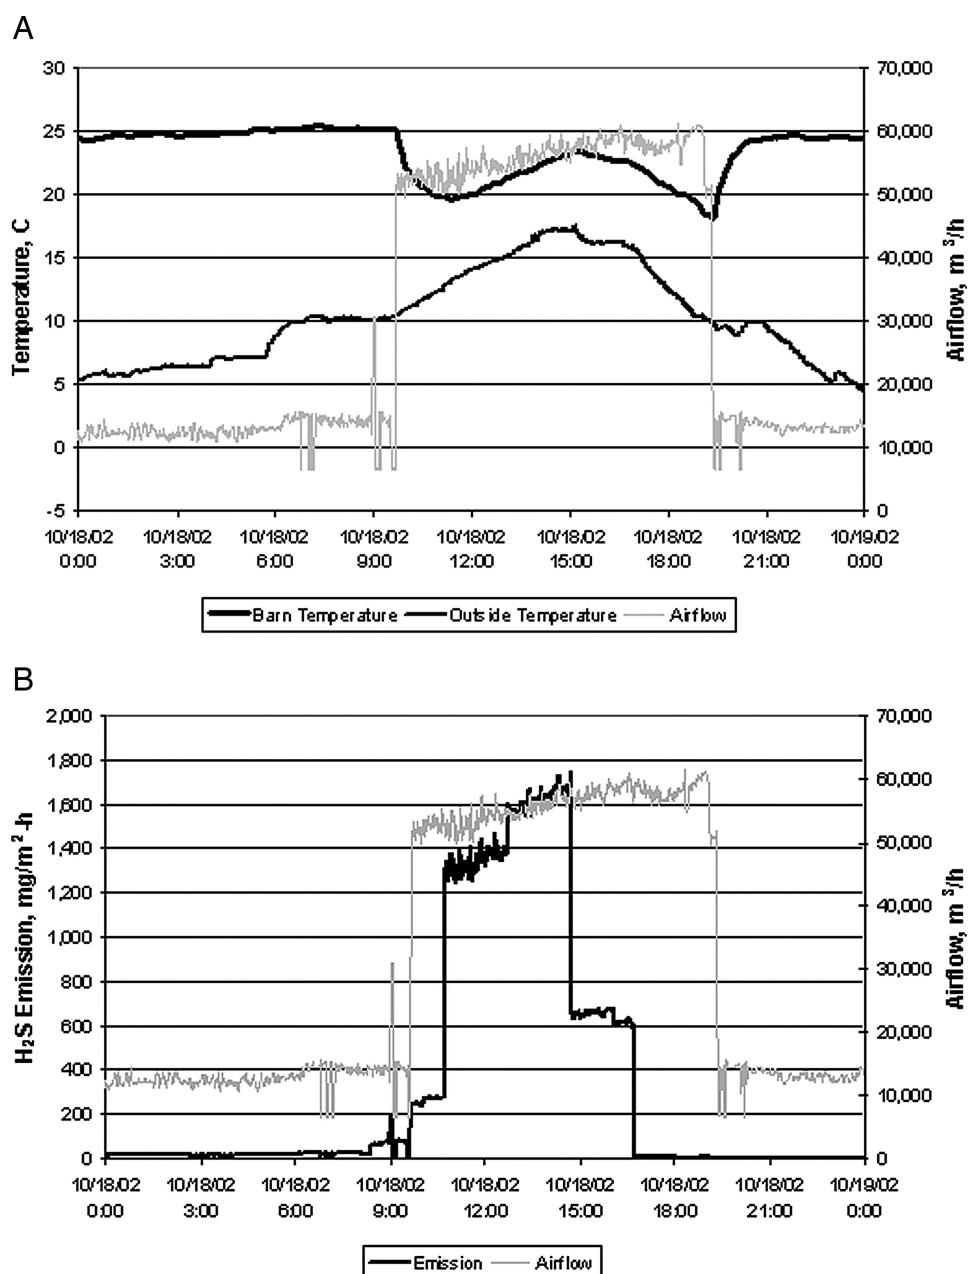 A
30
25
20
15
10
5
0
-5
Temperature, C
70,000
60,000
50,000
40,000
30,000
20,000
10,000
0
Airflow, m³/h
10/18/02 10/18/02 10/18/02 10/18/02 10/18/02 10/18/02 10/18/02 10/18/02 10/19/02
0:00 3:00 6:00 9:00 12:00 15:00 18:00 21:00 0:00
Barn Temperature Outside Temperature Airflow
B
2,000
1,800
1,600
1,400
1,200
1,000
800
600
400
200
0
H₂S Emission, mg/m²-h
70,000
60,000
50,000
40,000
30,000
20,000
10,000
0
Airflow, m³/h
10/18/02 10/18/02 10/18/02 10/18/02 10/18/02 10/18/02 10/18/02 10/18/02 10/19/02
0:00 3:00 6:00 9:00 12:00 15:00 18:00 21:00 0:00
Emission Airflow